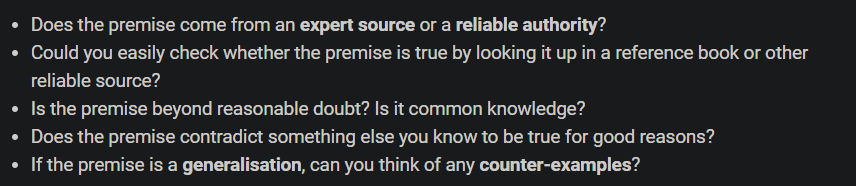 • Does the premise come from an expert source or a reliable authority?
• Could you easily check whether the premise is true by looking it up in a reference book or other
reliable source?
• Is the premise beyond reasonable doubt? Is it common knowledge?
• Does the premise contradict something else you know to be true for good reasons?
• If the premise is a generalisation, can you think of any counter-examples?